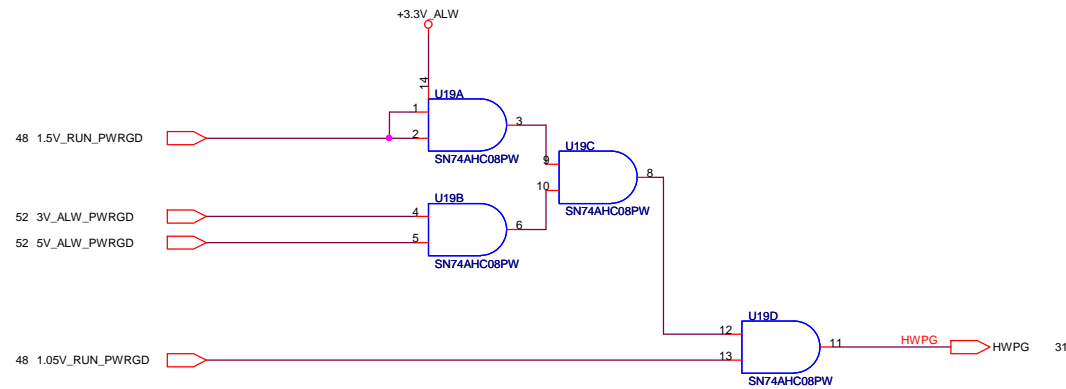 +3.3V_ALW
14
U19A
1
48 1.5V_RUN_PWRGD
2
3
SN74AHC08PW
U19C
9
8
10
U19B
SN74AHC08PW
52 3V_ALW_PWRGD
4
6
52 5V_ALW_PWRGD
5
SN74AHC08PW
U19D
12
HWPG
11
HWPG 31
48 1.05V_RUN_PWRGD
13
SN74AHC08PW